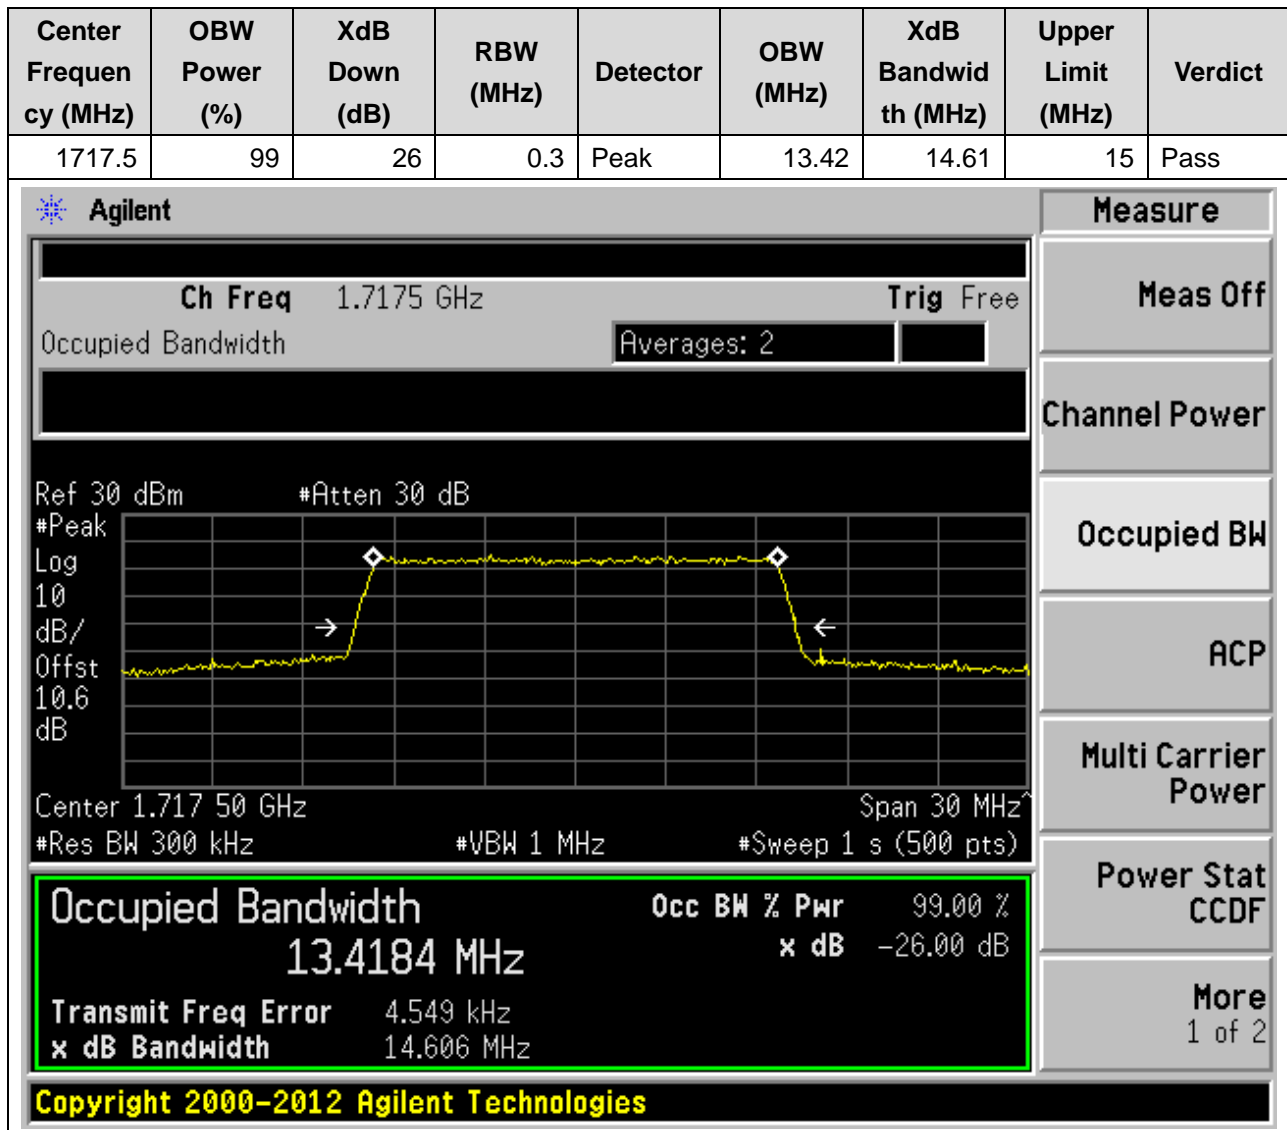 Center Frequen cy (MHz) OBW Power (%) XdB Down (dB) RBW (MHz) Detector OBW (MHz) XdB Bandwid th (MHz) Upper Limit (MHz) Verdict
1717.5 99 26 0.3 Peak 13.42 14.61 15 Pass
Agilent
Measure
Ch Freq 1.7175 GHz Trig Free
Occupied Bandwidth Averages: 2
Ref 30 dBm #Atten 30 dB
#Peak
Log
10
dB/
Offst
10.6
dB
Center 1.717 50 GHz Span 30 MHz^
#Res BW 300 kHz #VBW 1 MHz #Sweep 1 s (500 pts)
Occupied Bandwidth Occ BW % Pwr 99.00 %
13.4184 MHz x dB -26.00 dB
Transmit Freq Error 4.549 kHz
x dB Bandwidth 14.606 MHz
Meas Off
Channel Power
Occupied BW
ACP
Multi Carrier
Power
Power Stat
CCDF
More
1 of 2
Copyright 2000-2012 Agilent Technologies